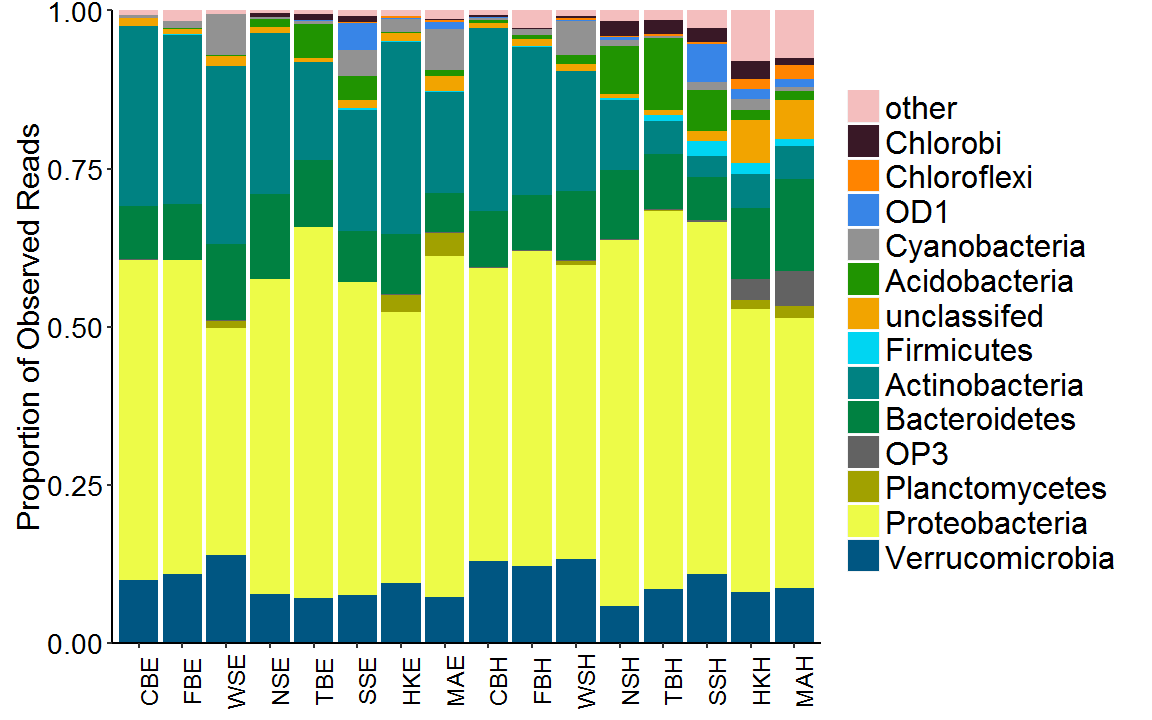 Proportion of Observed Reads
1.00
0.75
0.50
0.25
0.00
CBE
FBE
WSE
NSE
TBE
SSE
HKE
MAE
CBH
FBH
WSH
NSH
TBH
SSH
HKH
MAH
other
Chlorobi
Chloroflexi
OD1
Cyanobacteria
Acidobacteria
unclassifed
Firmicutes
Actinobacteria
Bacteroidetes
OP3
Planctomycetes
Proteobacteria
Verrucomicrobia